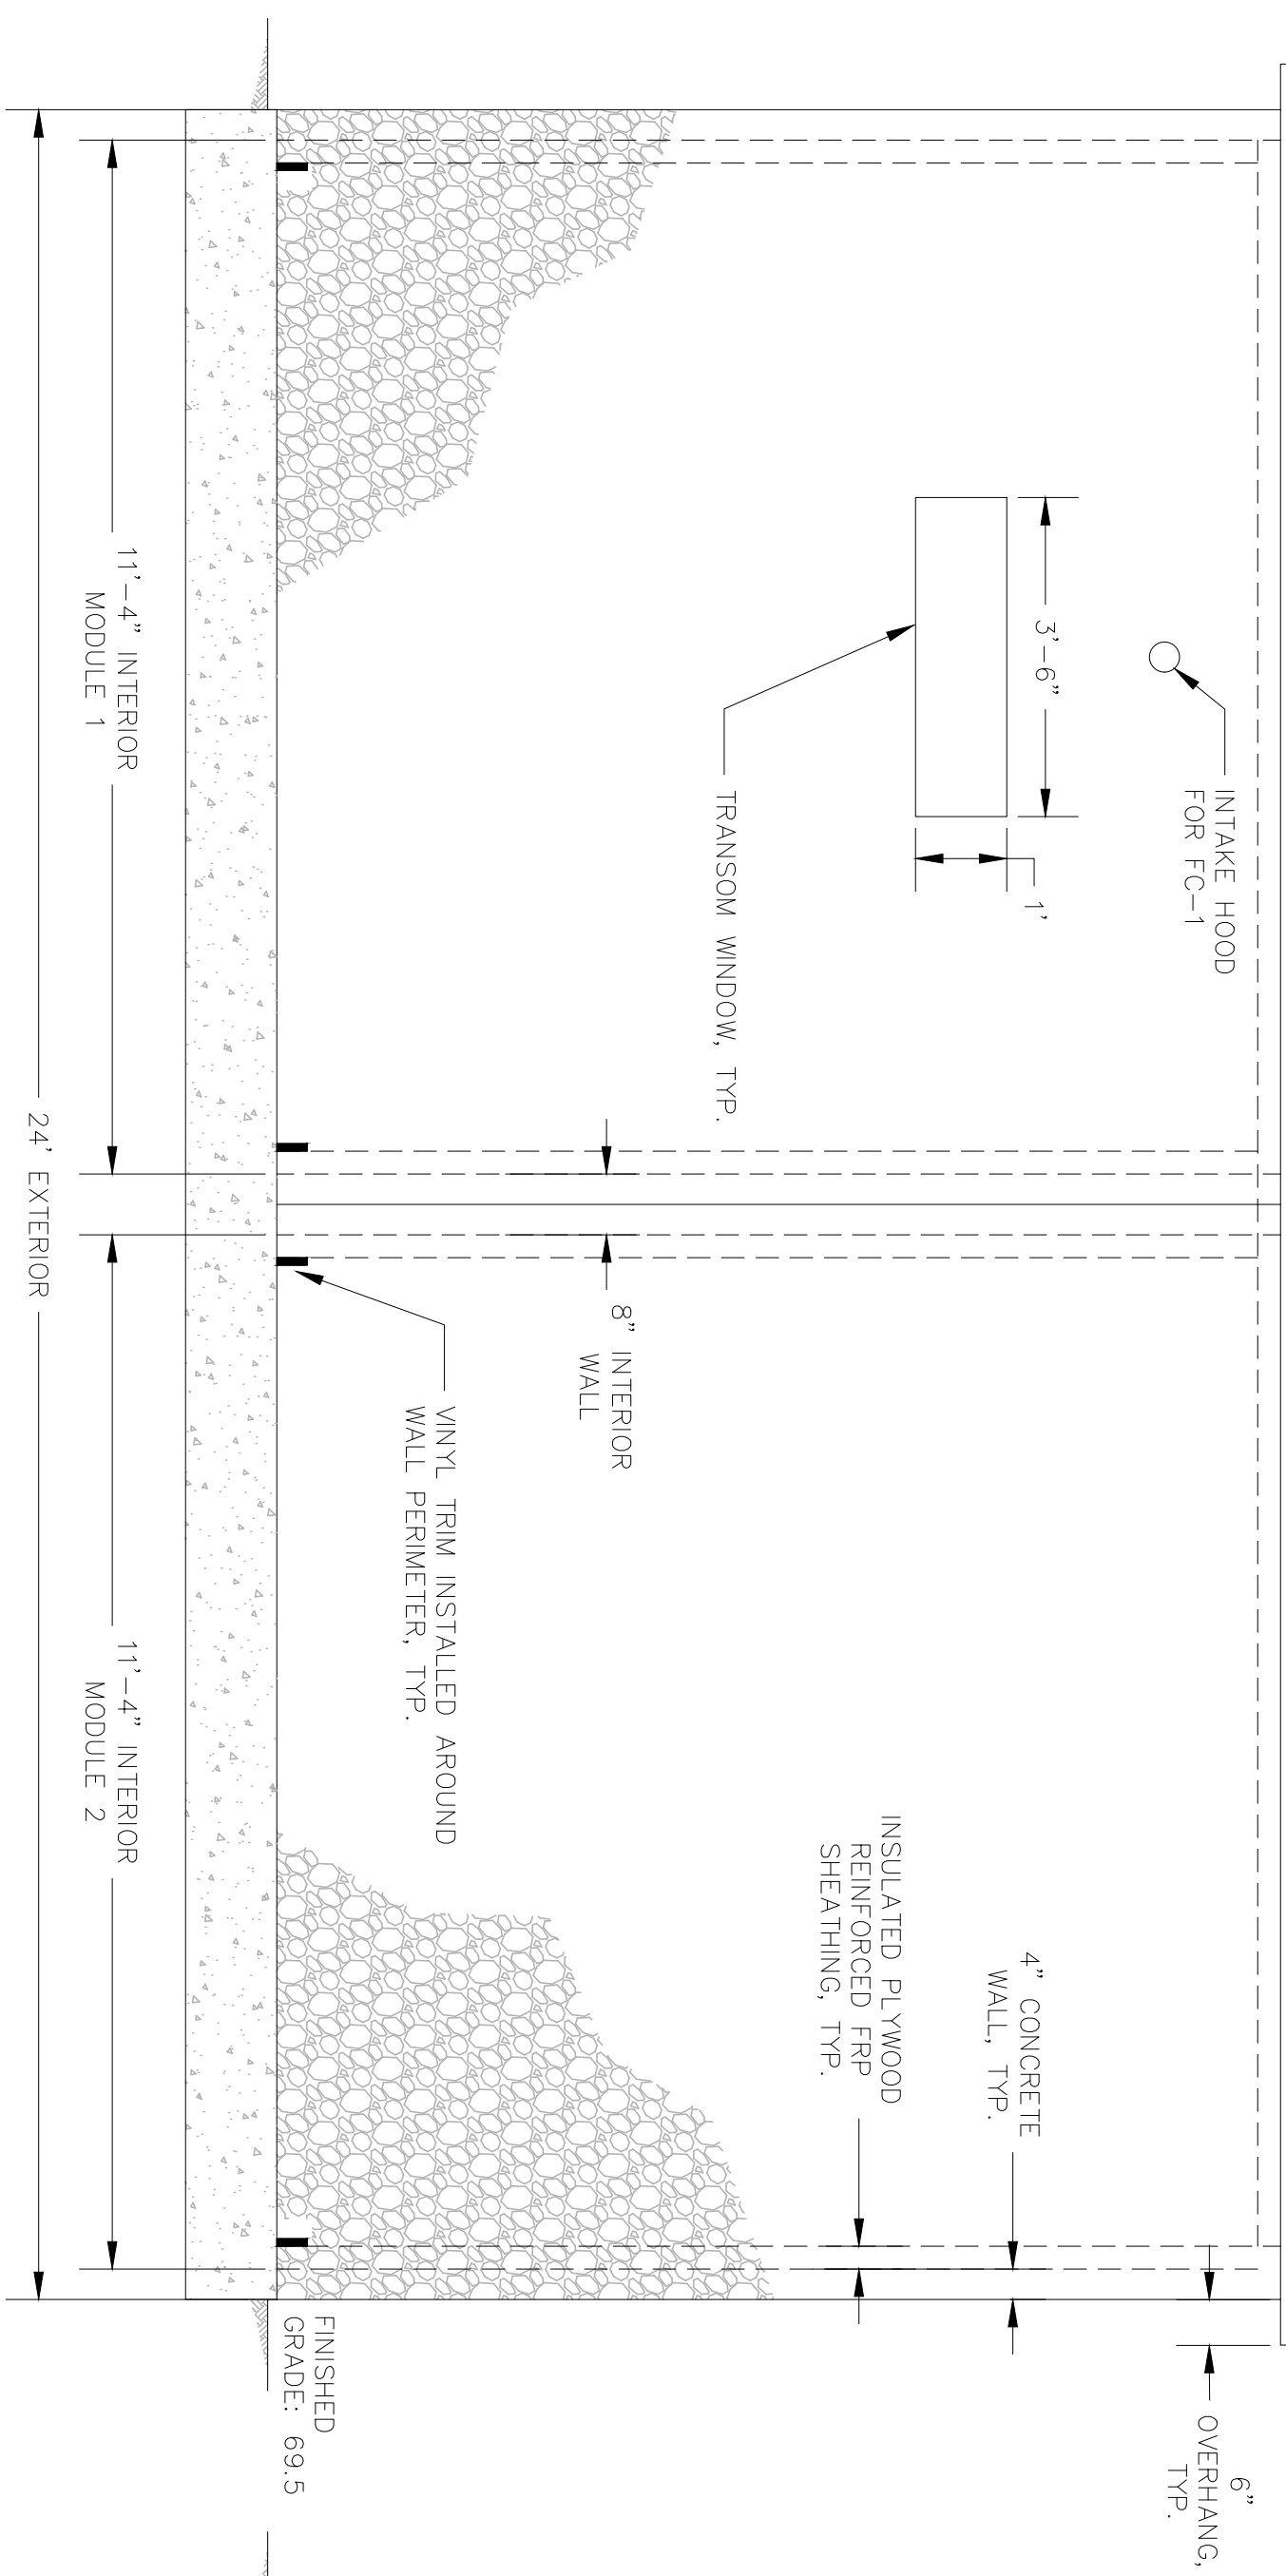 6”
OVERHANG,
TYP.
INTAKE HOOD
FOR FC-1
3’-6”
1’
4” CONCRETE
WALL, TYP.
INSULATED PLYWOOD
REINFORCED FRP
SHEATHING, TYP.
TRANSOM WINDOW, TYP.
8” INTERIOR
WALL
VINYL TRIM INSTALLED AROUND
WALL PERIMETER, TYP.
FINISHED
GRADE: 69.5
11’-4” INTERIOR
MODULE 1
11’-4” INTERIOR
MODULE 2
24’ EXTERIOR